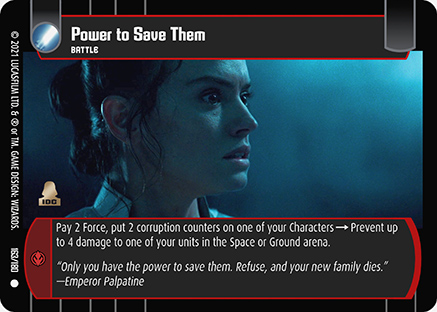 Power to Save Them
BATTLE
100
Pay 2 Force, put 2 corruption counters on one of your Characters → Prevent up
to 4 damage to one of your units in the Space or Ground arena.
"Only you have the power to save them. Refuse, and your new family dies."
—Emperor Palpatine
© 2021 LUCASFILM LTD. & ® OR TM. GAME DESIGN: WIZARDS.
163/180